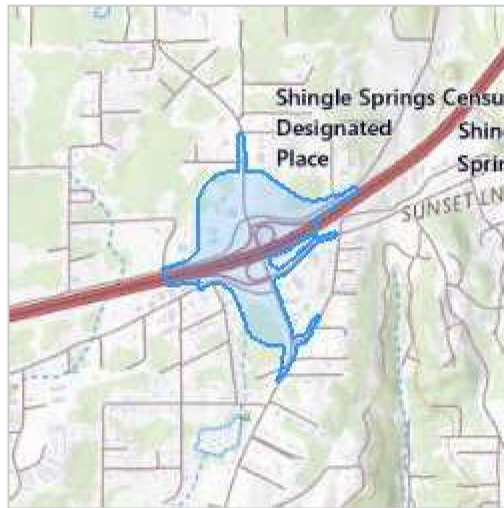 Shingle Springs Censu
Designated
Place
Shin
Sprin
SUNSET LN